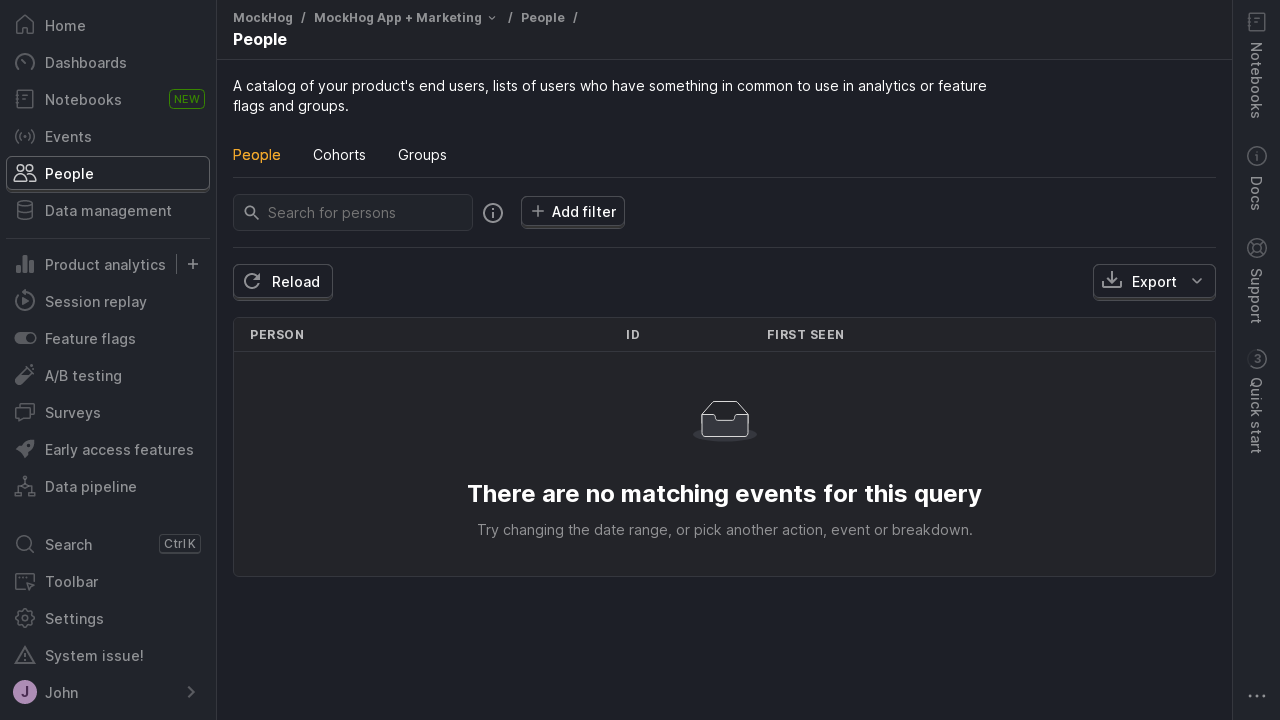 Home
Dashboards
Notebooks NEW
Events
People
Data management
Product analytics
Session replay
Feature flags
A/B testing
Surveys
Early access features
Data pipeline
Search Ctrl K
Toolbar
Settings
System issue!
J John
MockHog / MockHog App + Marketing / People /
People
A catalog of your product's end users, lists of users who have something in common to use in analytics or feature
flags and groups.
People Cohorts Groups
Search for persons Add filter
Reload Export
PERSON ID FIRST SEEN
There are no matching events for this query
Try changing the date range, or pick another action, event or breakdown.
Notebooks
Docs
Support
3 Quick start